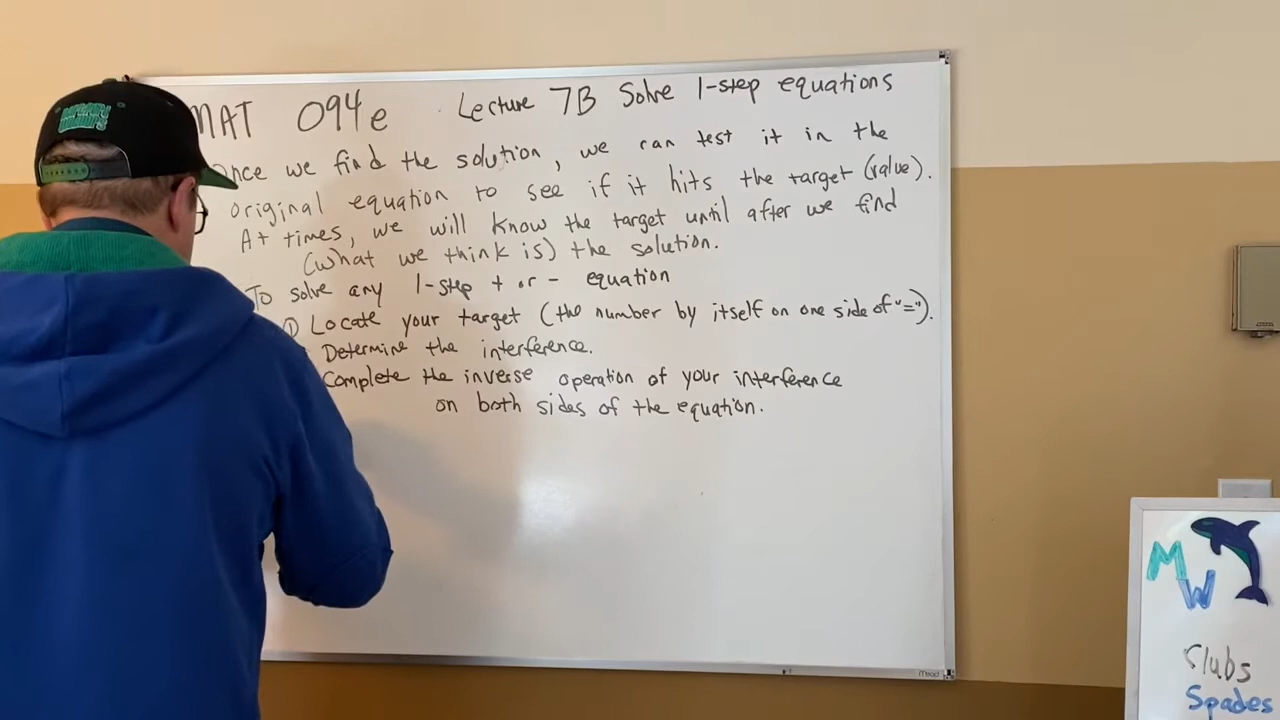 MAT 094e Lecture 7B Solve 1-step equations
Once we find the solution, we can test it in the
original equation to see if it hits the target (value).
At times, we will know the target until after we find
(what we think is) the solution.
To solve any 1-step + or - equation
① Locate your target (the number by itself on one side of "=").
Determine the interference.
Complete the inverse operation of your interference
on both sides of the equation.
Mead
M
W
Clubs
Spades